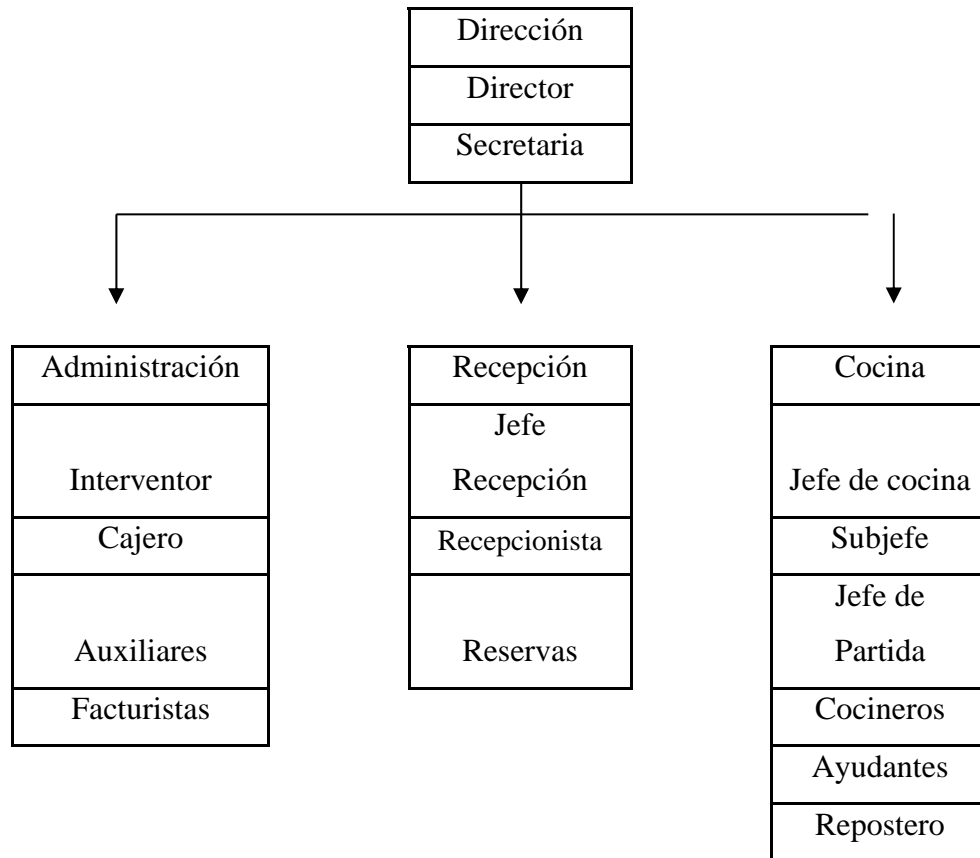 Dirección
Director
Secretaria
Administración
Interventor
Cajero
Auxiliares
Facturistas
Recepción
Jefe
Recepción
Recepcionista
Reservas
Cocina
Jefe de cocina
Subjefe
Jefe de
Partida
Cocineros
Ayudantes
Repostero